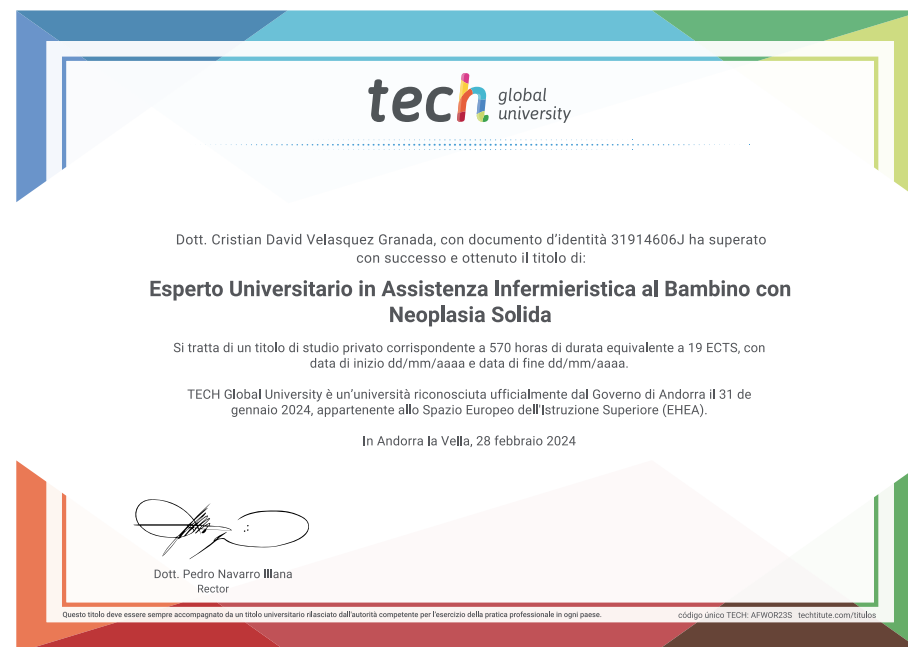 tech global university
Dott. Cristian David Velasquez Granada, con documento d'identità 31914606J ha superato
con successo e ottenuto il titolo di:
Esperto Universitario in Assistenza Infermieristica al Bambino con
Neoplasia Solida
Si tratta di un titolo di studio privato corrispondente a 570 horas di durata equivalente a 19 ECTS, con
data di inizio dd/mm/aaaa e data di fine dd/mm/aaaa.
TECH Global University è un'università riconosciuta ufficialmente dal Governo di Andorra il 31 de
gennaio 2024, appartenente allo Spazio Europeo dell'Istruzione Superiore (EHEA).
In Andorra la Vella, 28 febbraio 2024
Dott. Pedro Navarro Illana
Rector
Questo titolo deve essere sempre accompagnato da un titolo universitario rilasciato dall'autorità competente per l'esercizio della pratica professionale in ogni paese.
código único TECH: AFWOR23S techtitute.com/titulos